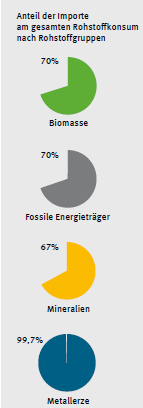 Anteil der Importe
am gesamten Rohstoffkonsum
nach Rohstoffgruppen
70%
Biomasse
70%
Fossile Energieträger
67%
Mineralien
99,7%
Metallerze